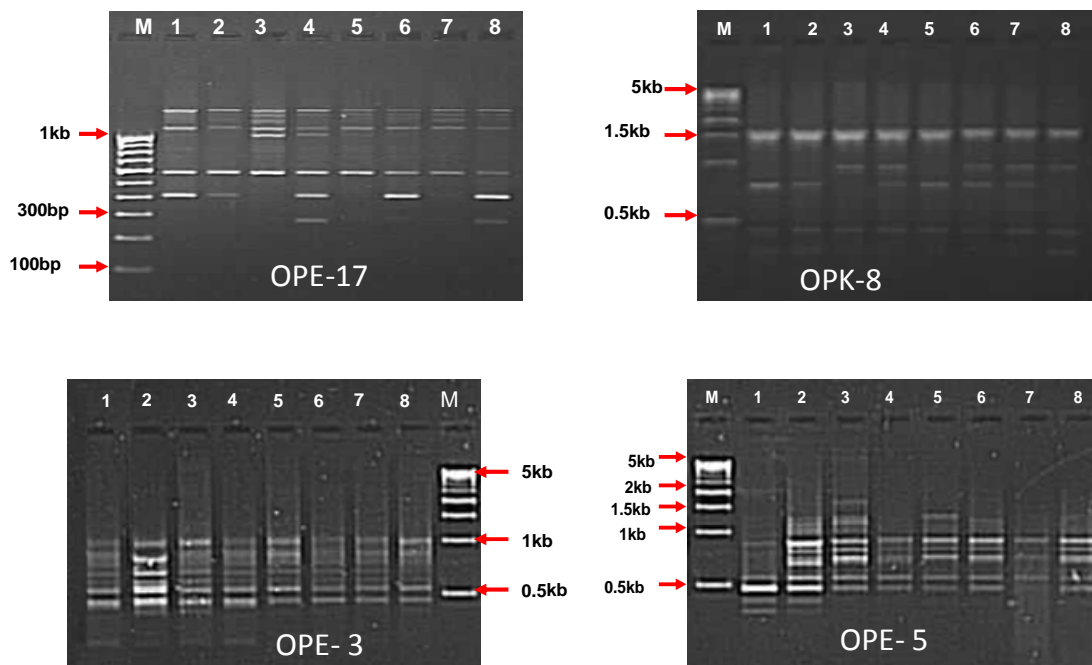 M 1 2 3 4 5 6 7 8
1kb
300bp
100bp
OPE-17
M 1 2 3 4 5 6 7 8
5kb
1.5kb
0.5kb
OPK-8
1 2 3 4 5 6 7 8 M
5kb
1kb
0.5kb
OPE- 3
M 1 2 3 4 5 6 7 8
5kb
2kb
1.5kb
1kb
0.5kb
OPE- 5